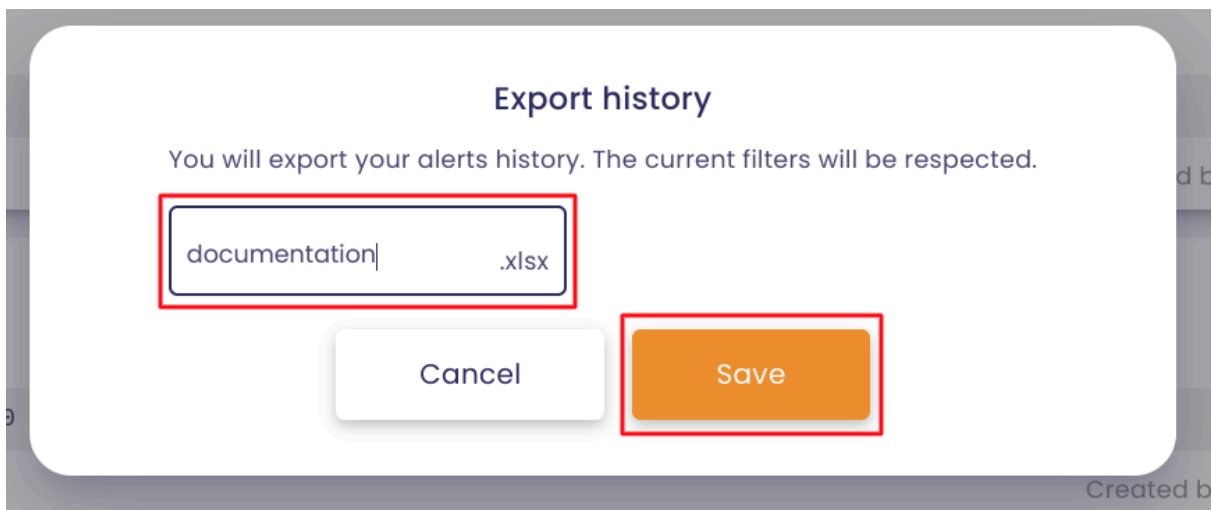 Export history
You will export your alerts history. The current filters will be respected.
documentation .xlsx
Cancel Save
Created b